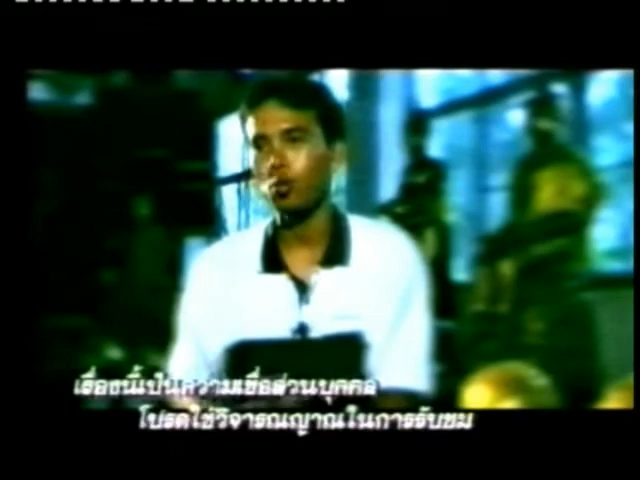 เรื่องนี้เป็นความเชื่อส่วนบุคคล
โปรดใช้วิจารณญาณในการรับชม